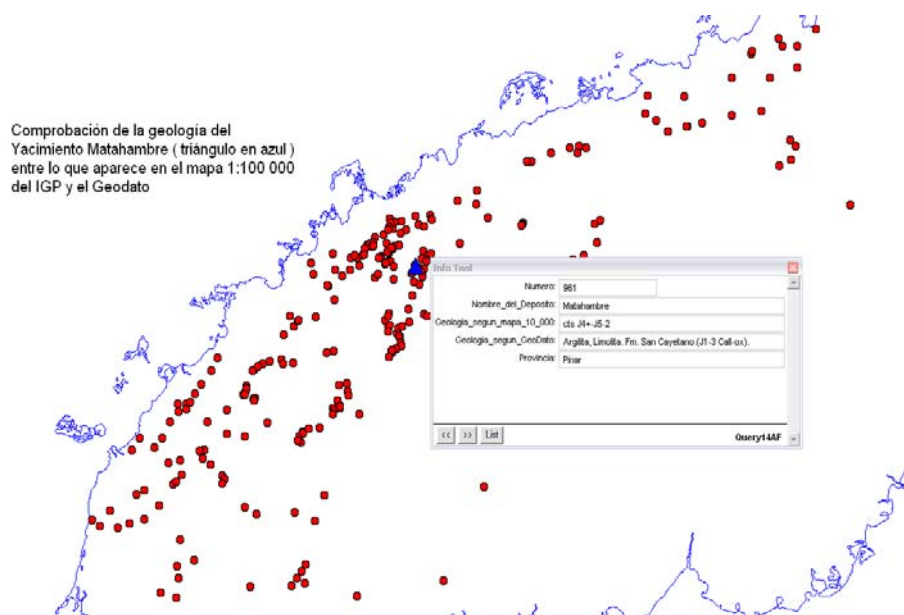 Comprobación de la geología del
Yacimiento Matahambre ( triángulo en azul )
entre lo que aparece en el mapa 1:100 000
del IGP y el Geodato
Info Tool
Numero: 961
Nombre_del_Deposito: Matahambre
Geologia_segun_mapa_10_000: cts J4+-J5-2
Geologia_segun_GeoDato: Argilita, Limolita. Fm. San Cayetano.(J1-3 Call-ox).
Provincia: Pinar
<< >> List Query14AF